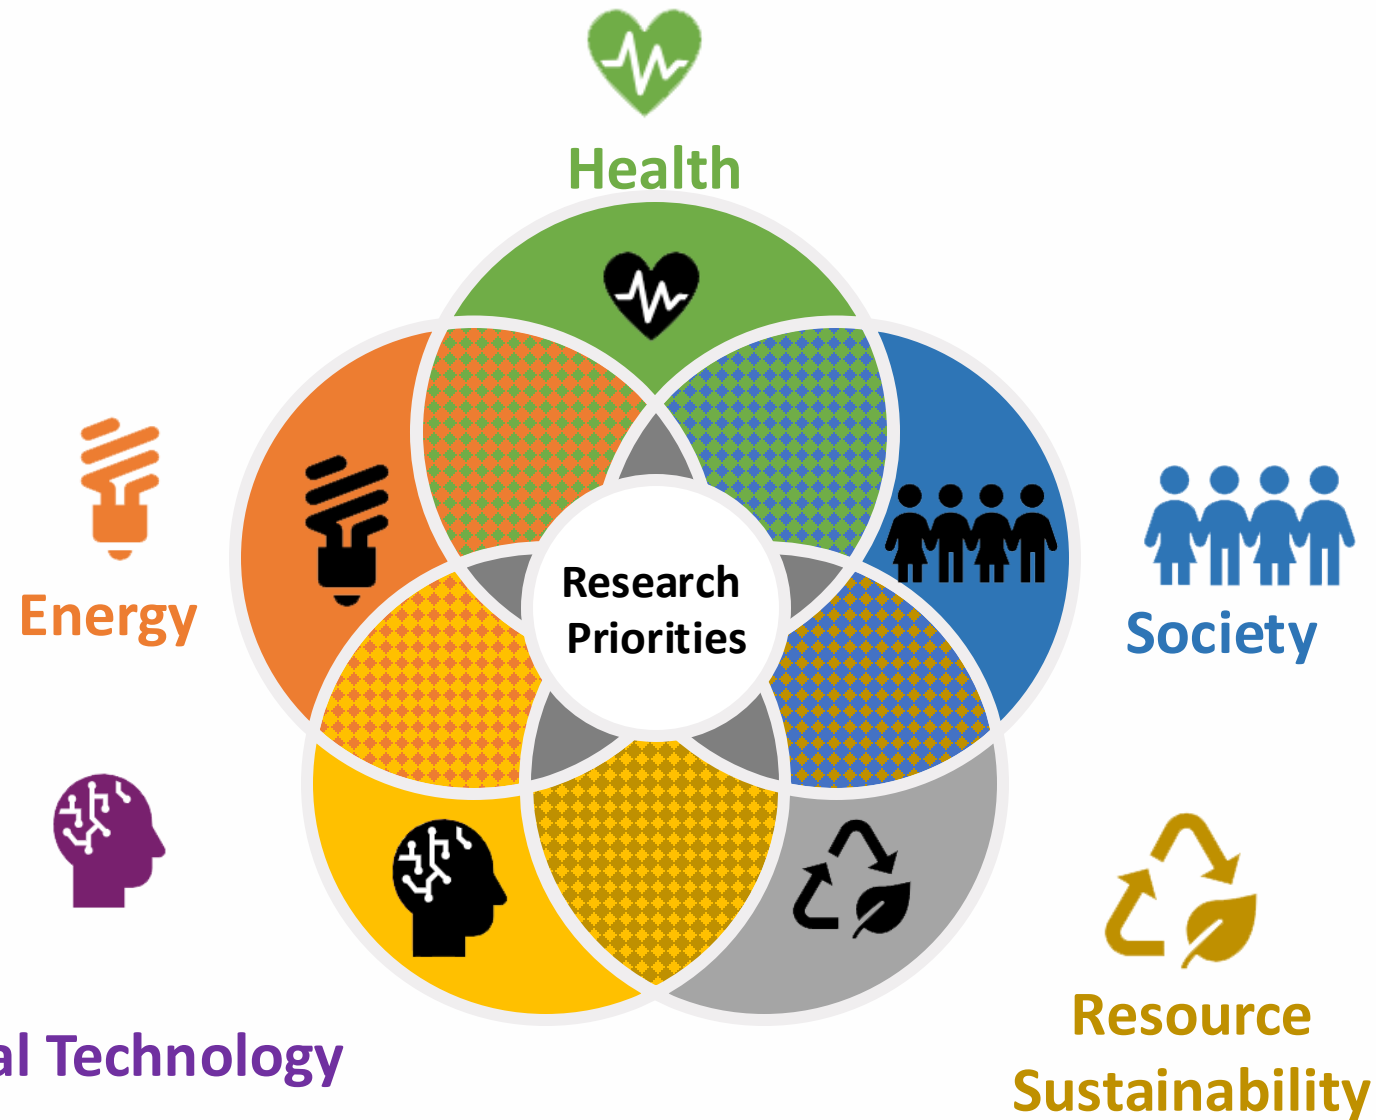 Health
Research
Priorities
Energy
Society
Resource
Sustainability
al Technology